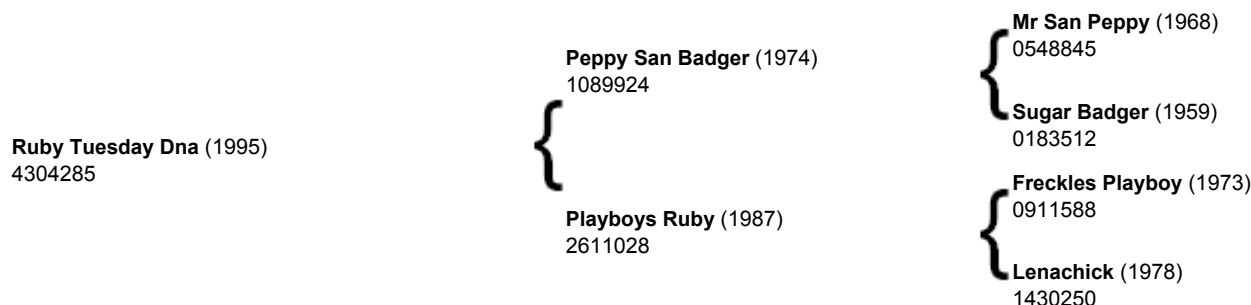 Ruby Tuesday Dna (1995)
4304285
Peppy San Badger (1974)
1089924
Playboys Ruby (1987)
2611028
Mr San Peppy (1968)
0548845
Sugar Badger (1959)
0183512
Freckles Playboy (1973)
0911588
Lenachick (1978)
1430250